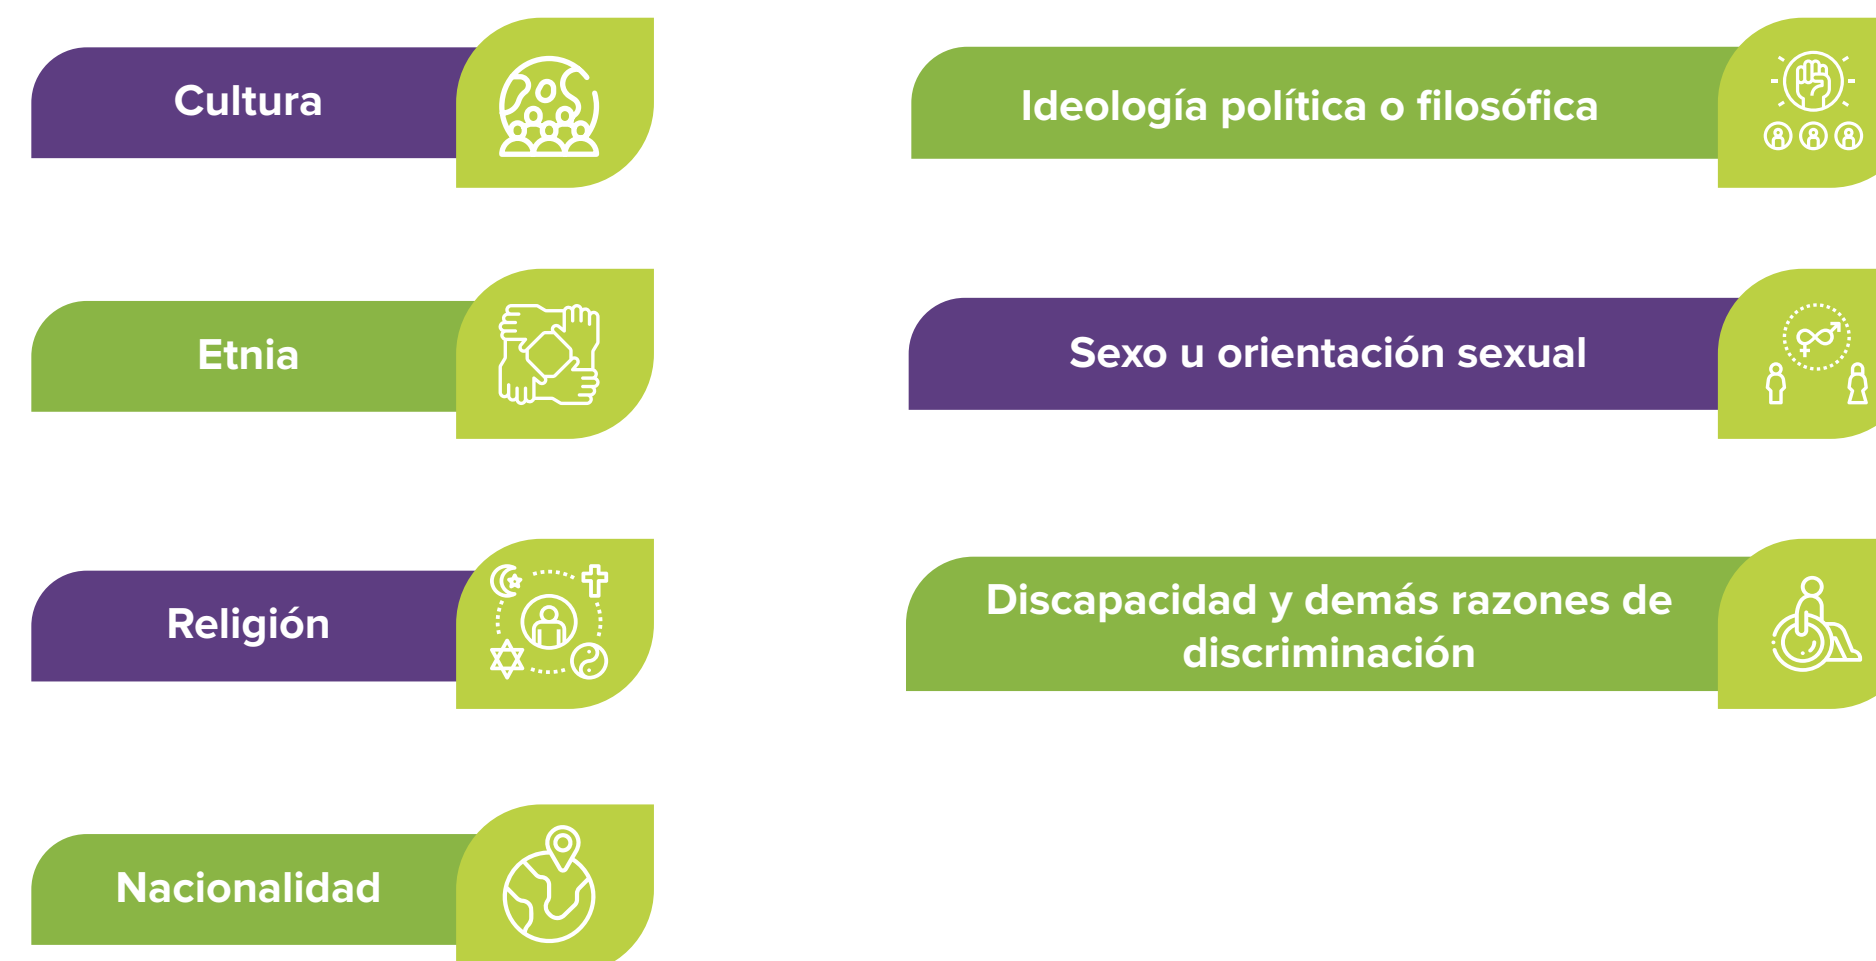 Cultura
Etnia
Religión
Nacionalidad
Ideología política o filosófica
Sexo u orientación sexual
Discapacidad y demás razones de
discriminación